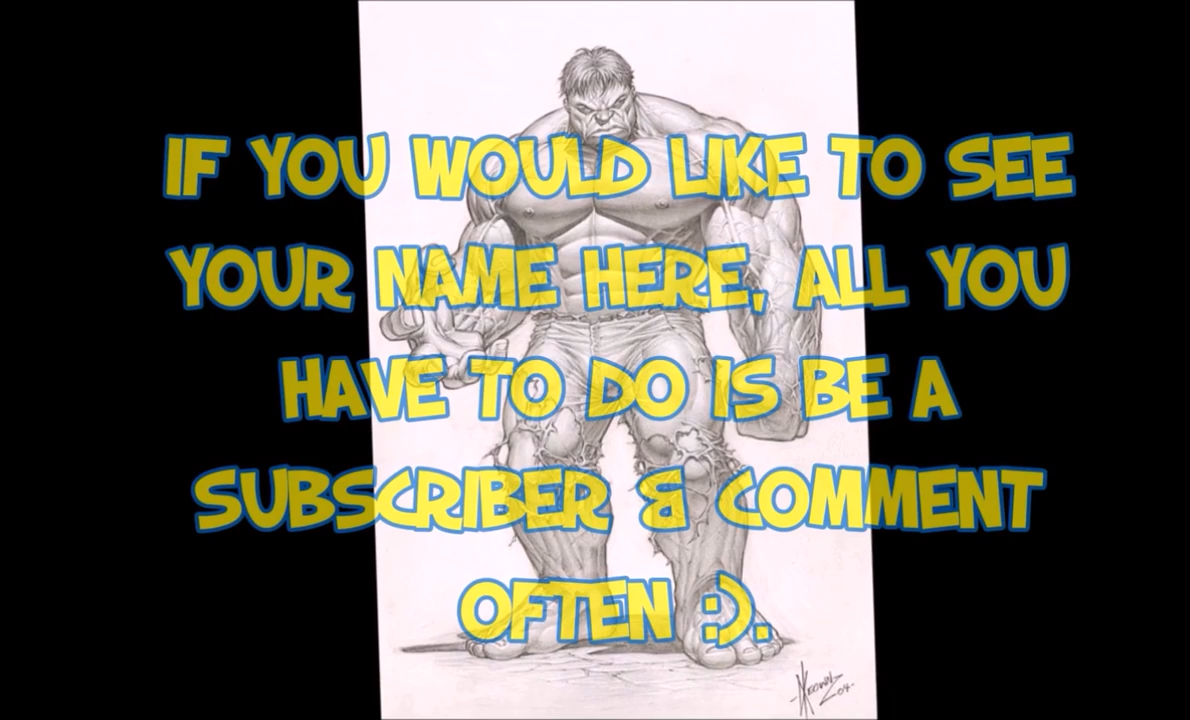 IF YOU WOULD LIKE TO SEE
YOUR NAME HERE, ALL YOU
HAVE TO DO IS BE A
SUBSCRIBER & COMMENT
OFTEN :).